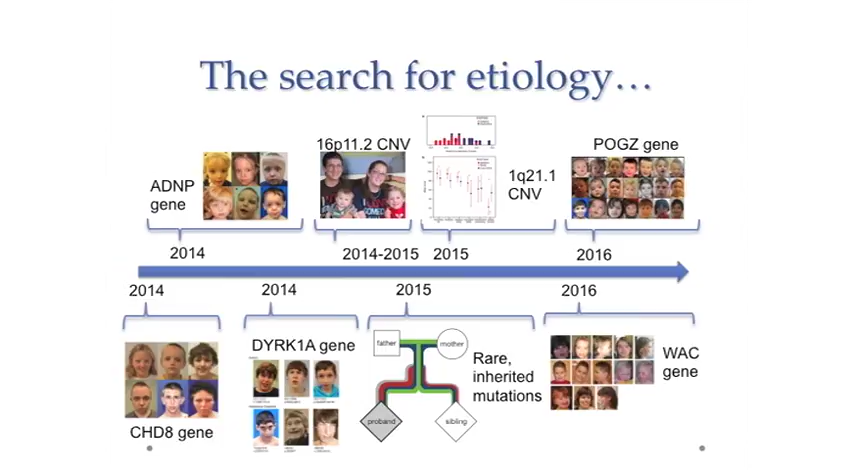 The search for etiology...
16p11.2 CNV
POGZ gene
ADNP
gene
1q21.1
CNV
2014
2014-2015
2015
2016
2014
2014
2015
2016
DYRK1A gene
father
mother
Rare,
inherited
mutations
WAC
gene
proband
sibling
CHD8 gene